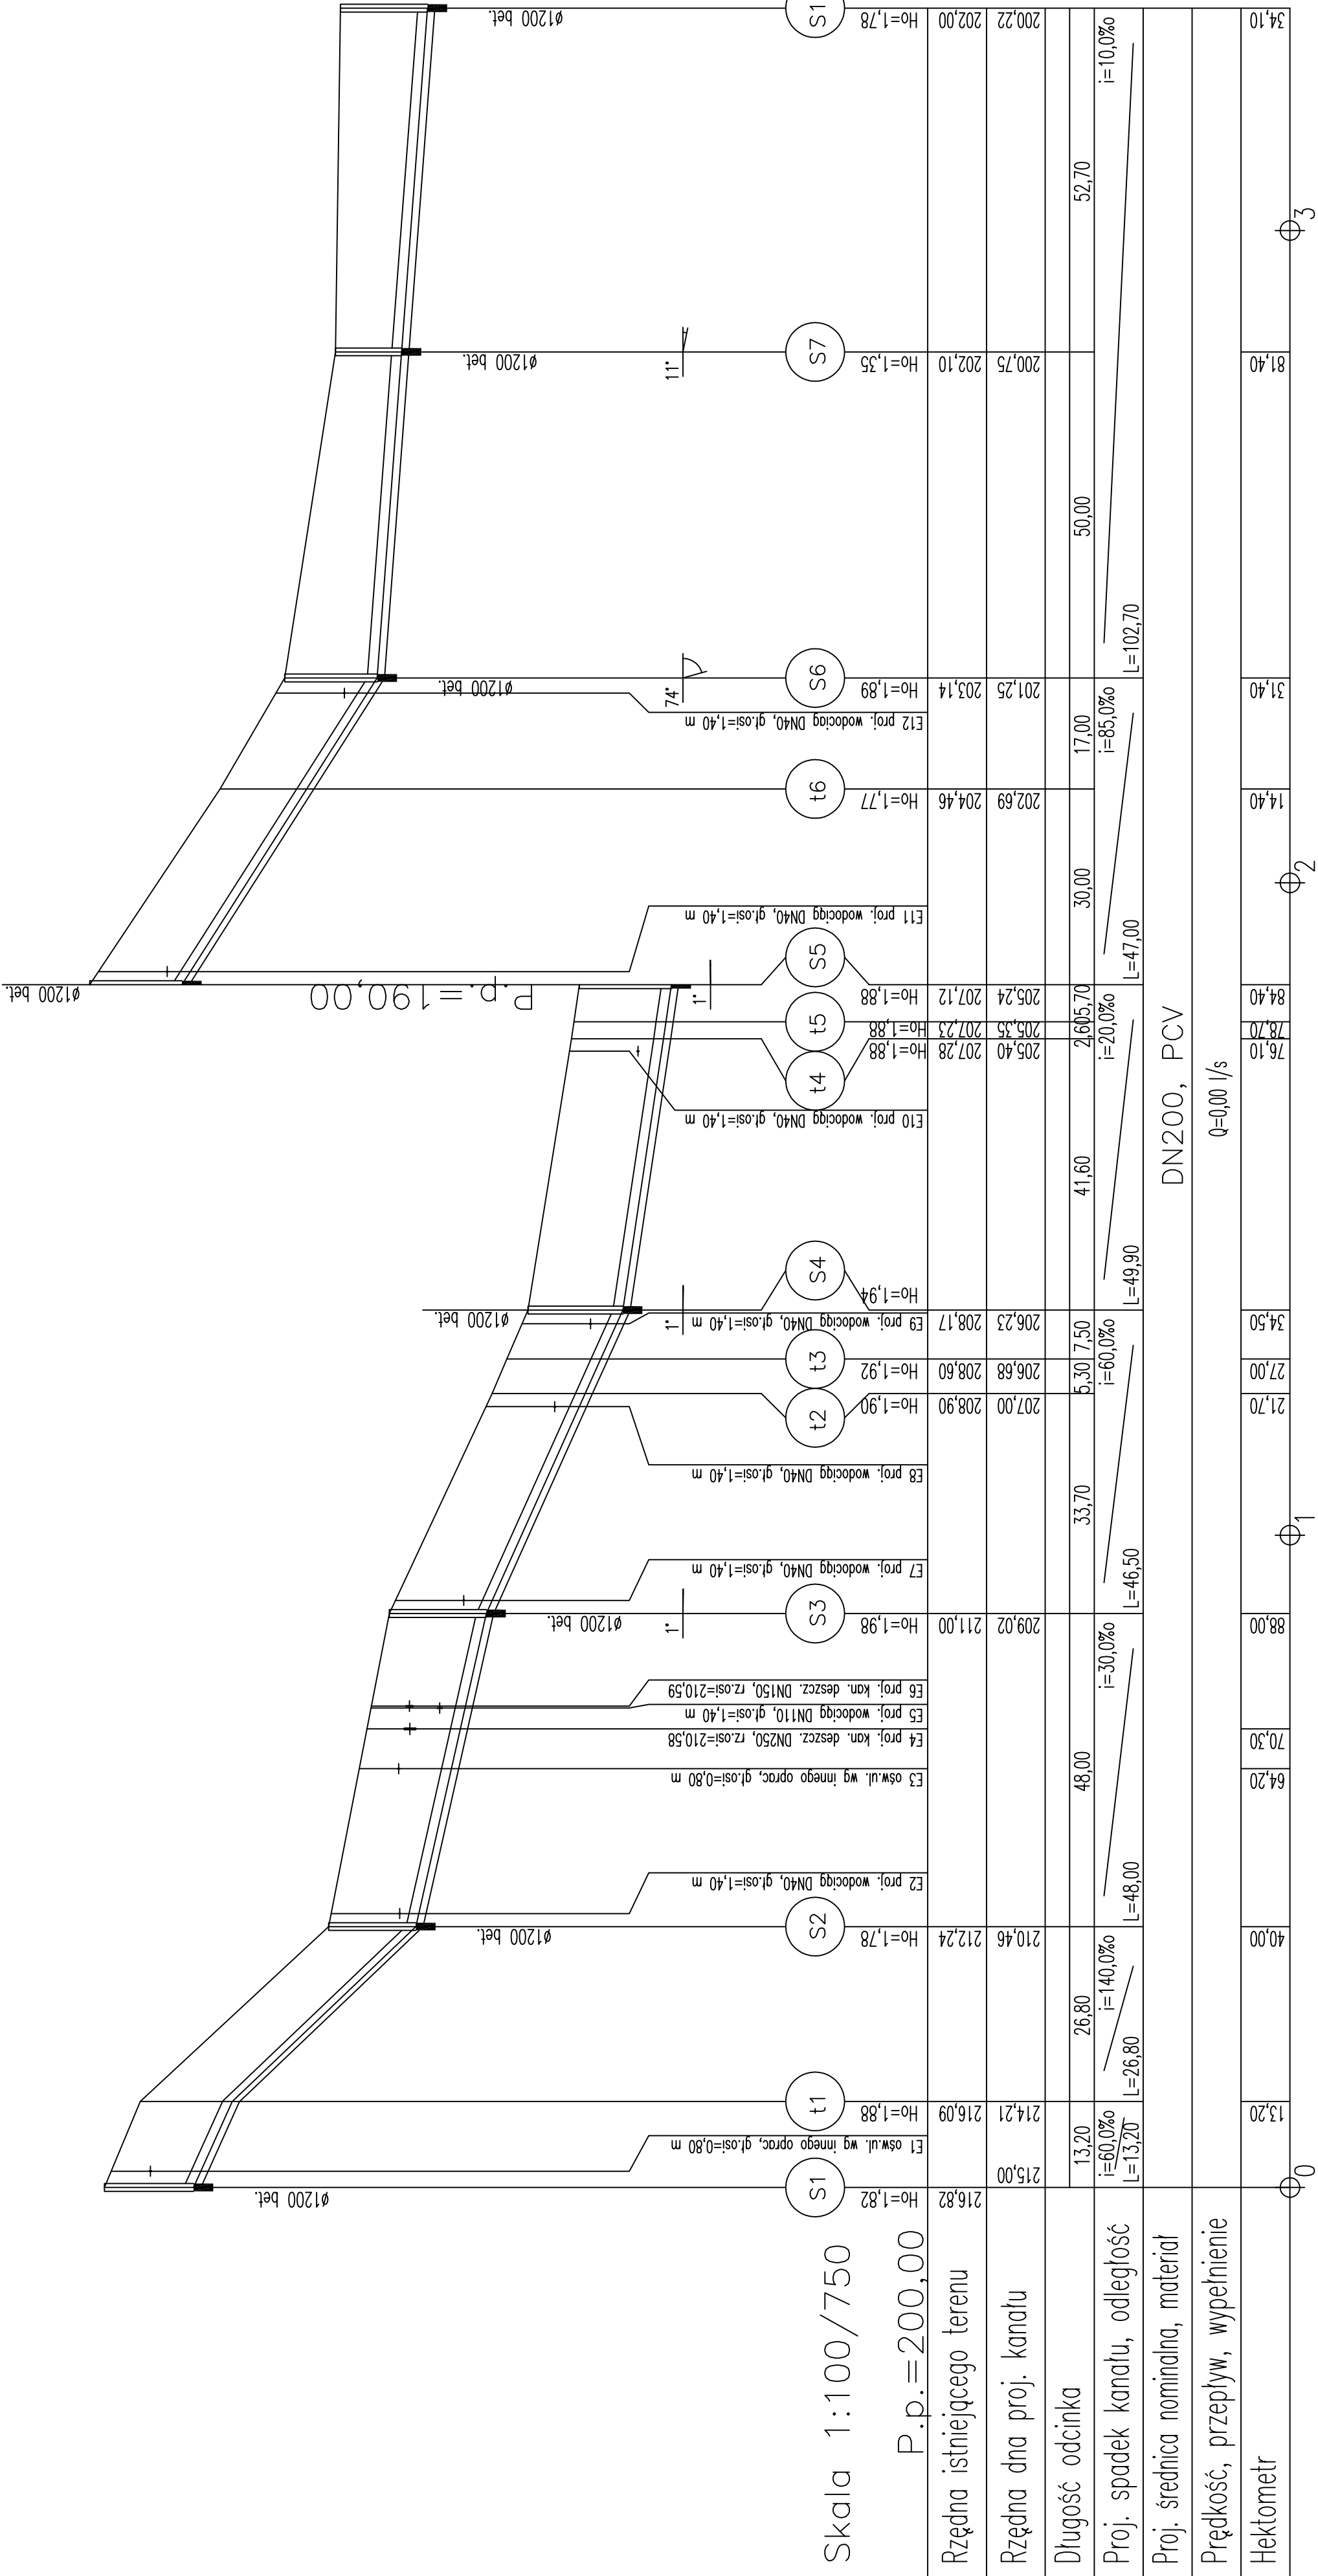 Skala 1:100/750
P.p.=200,00
P.p.=190,00
ø1200 bet.
ø1200 bet.
ø1200 bet.
ø1200 bet.
ø1200 bet.
ø1200 bet.
ø1200 bet.
ø1200 bet.
1°
1°
1°
74°
11°
E1 ośw.ul. wg innego oprac, gł.osi=0,80 m
E2 proj. wodociąg DN40, gł.osi=1,40 m
E3 ośw.ul. wg innego oprac, gł.osi=0,80 m
E4 proj. kan. deszcz. DN250, rz.osi=210,58
E5 proj. wodociąg DN110, gł.osi=1,40 m
E6 proj. kan. deszcz. DN150, rz.osi=210,59
E7 proj. wodociąg DN40, gł.osi=1,40 m
E8 proj. wodociąg DN40, gł.osi=1,40 m
E9 proj. wodociąg DN40, gł.osi=1,40 m
E10 proj. wodociąg DN40, gł.osi=1,40 m
E11 proj. wodociąg DN40, gł.osi=1,40 m
E12 proj. wodociąg DN40, gł.osi=1,40 m
S1 t1 S2 S3 t2 t3 S4 t4 t5 S5 t6 S6 S7 S1
Ho=1,82 Ho=1,88 Ho=1,78 Ho=1,98 Ho=1,90 Ho=1,92 Ho=1,94 Ho=1,88 Ho=1,88 Ho=1,88 Ho=1,77 Ho=1,89 Ho=1,35 Ho=1,78
Rzędna istniejącego terenu 216,82 216,09 212,24 211,00 208,90 208,60 208,17 207,28 207,23 207,12 204,46 203,14 202,10 202,00
Rzędna dna proj. kanału 215,00 214,21 210,46 209,02 207,00 206,68 206,23 205,40 205,35 205,24 202,69 201,25 200,75 200,22
Długość odcinka 13,20 26,80 48,00 33,70 5,30 7,50 41,60 2,60 5,70 30,00 17,00 50,00 52,70
Proj. spadek kanału, odległość i=60,0‰ i=140,0‰ i=30,0‰ i=60,0‰ i=20,0‰ i=85,0‰ i=10,0‰
L=13,20 L=26,80 L=48,00 L=46,50 L=49,90 L=47,00 L=102,70
Proj. średnica nominalna, materiał DN200, PCV
Prędkość, przepływ, wypełnienie Q=0,00 l/s
Hektometr 13,20 40,00 64,20 70,30 88,00 21,70 27,00 34,50 76,10 78,70 84,40 14,40 31,40 81,40 34,10
0 1 2 3